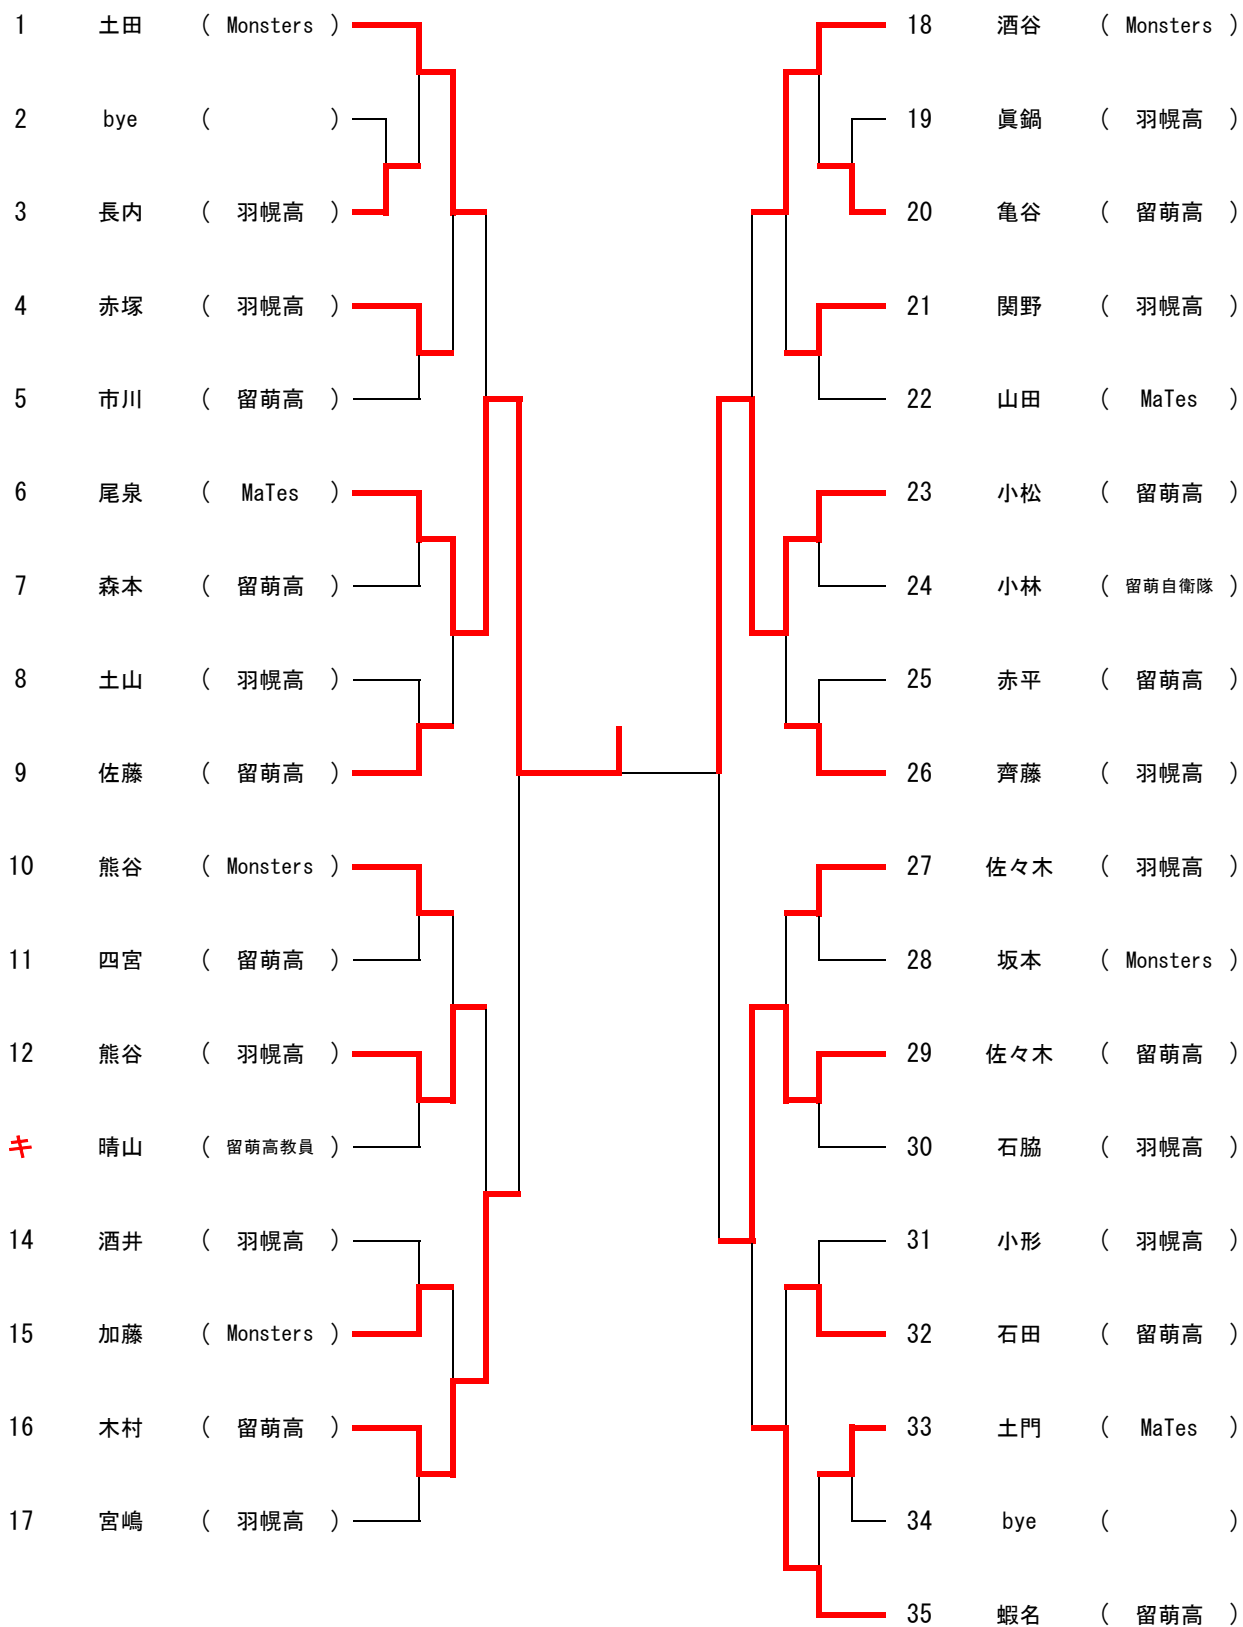 1 土田 ( Monsters )
2 bye ( )
3 長内 ( 羽幌高 )
4 赤塚 ( 羽幌高 )
5 市川 ( 留萌高 )
6 尾泉 ( MaTes )
7 森本 ( 留萌高 )
8 土山 ( 羽幌高 )
9 佐藤 ( 留萌高 )
10 熊谷 ( Monsters )
11 四宮 ( 留萌高 )
12 熊谷 ( 羽幌高 )
キ 晴山 ( 留萌高教員 )
14 酒井 ( 羽幌高 )
15 加藤 ( Monsters )
16 木村 ( 留萌高 )
17 宮嶋 ( 羽幌高 )
18 酒谷 ( Monsters )
19 眞鍋 ( 羽幌高 )
20 亀谷 ( 留萌高 )
21 関野 ( 羽幌高 )
22 山田 ( MaTes )
23 小松 ( 留萌高 )
24 小林 ( 留萌自衛隊 )
25 赤平 ( 留萌高 )
26 齊藤 ( 羽幌高 )
27 佐々木 ( 羽幌高 )
28 坂本 ( Monsters )
29 佐々木 ( 留萌高 )
30 石脇 ( 羽幌高 )
31 小形 ( 羽幌高 )
32 石田 ( 留萌高 )
33 土門 ( MaTes )
34 bye ( )
35 蝦名 ( 留萌高 )